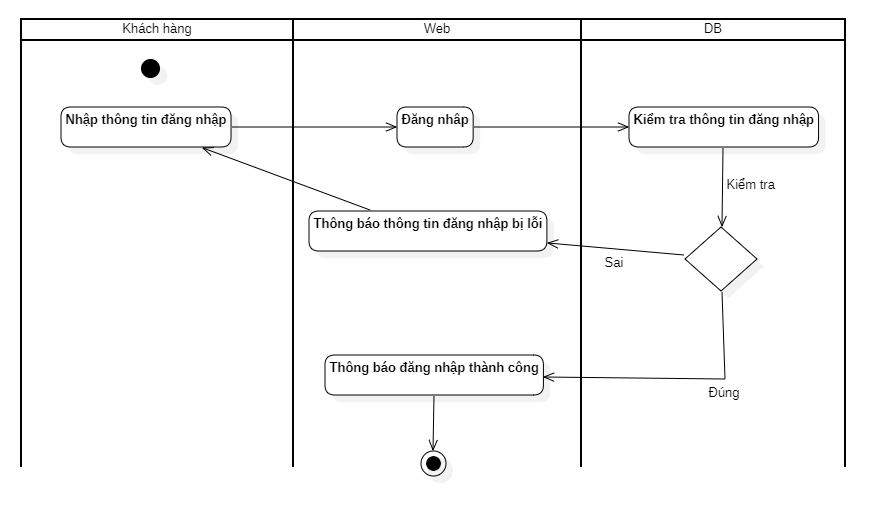 Khách hàng
Web
DB
Nhập thông tin đăng nhập
Đăng nhâp
Kiểm tra thông tin đăng nhập
Kiểm tra
Thông báo thông tin đăng nhập bị lỗi
Sai
Thông báo đăng nhập thành công
Đúng